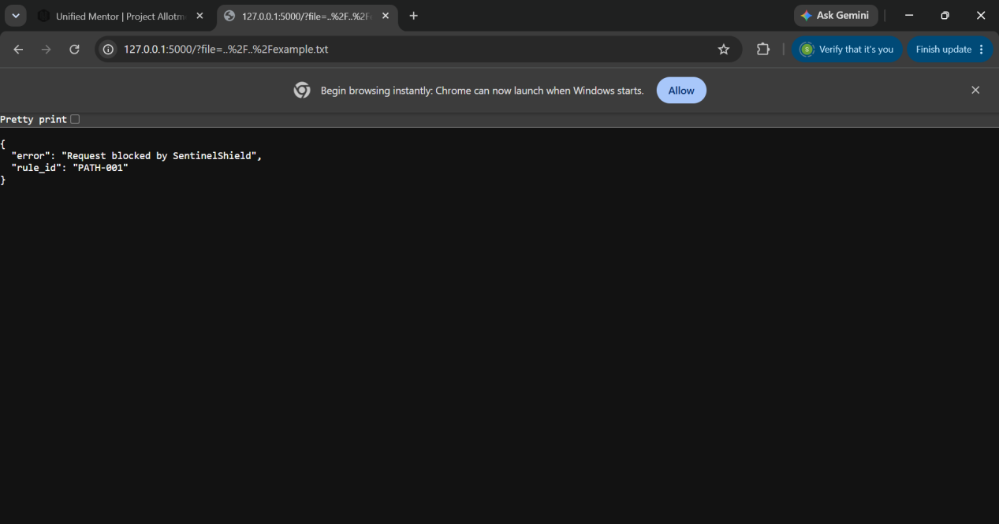 Unified Mentor | Project Allotm
127.0.0.1:5000/?file=..%2F..%2F
Ask Gemini
127.0.0.1:5000/?file=..%2F..%2Fexample.txt
S
Verify that it's you
Finish update
Begin browsing instantly: Chrome can now launch when Windows starts.
Allow
Pretty print
{
"error": "Request blocked by SentinelShield",
"rule_id": "PATH-001"
}